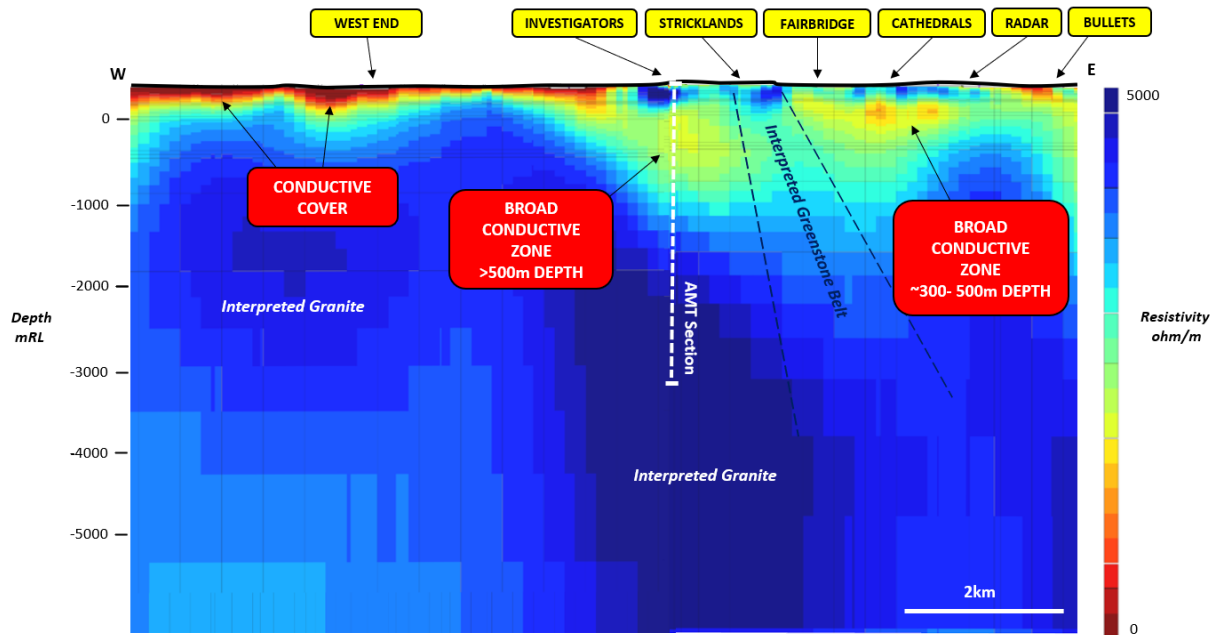 WEST END
INVESTIGATORS
STRICKLANDS
FAIRBRIDGE
CATHEDRALS
RADAR
BULLETS
W
E
5000
0
-1000
-2000
-3000
-4000
-5000
Depth
mRL
CONDUCTIVE
COVER
BROAD
CONDUCTIVE
ZONE
>500m DEPTH
Interpreted Greenstone Belt
BROAD
CONDUCTIVE
ZONE
~300- 500m DEPTH
AMT Section
Interpreted Granite
Interpreted Granite
Resistivity
ohm/m
2km
0